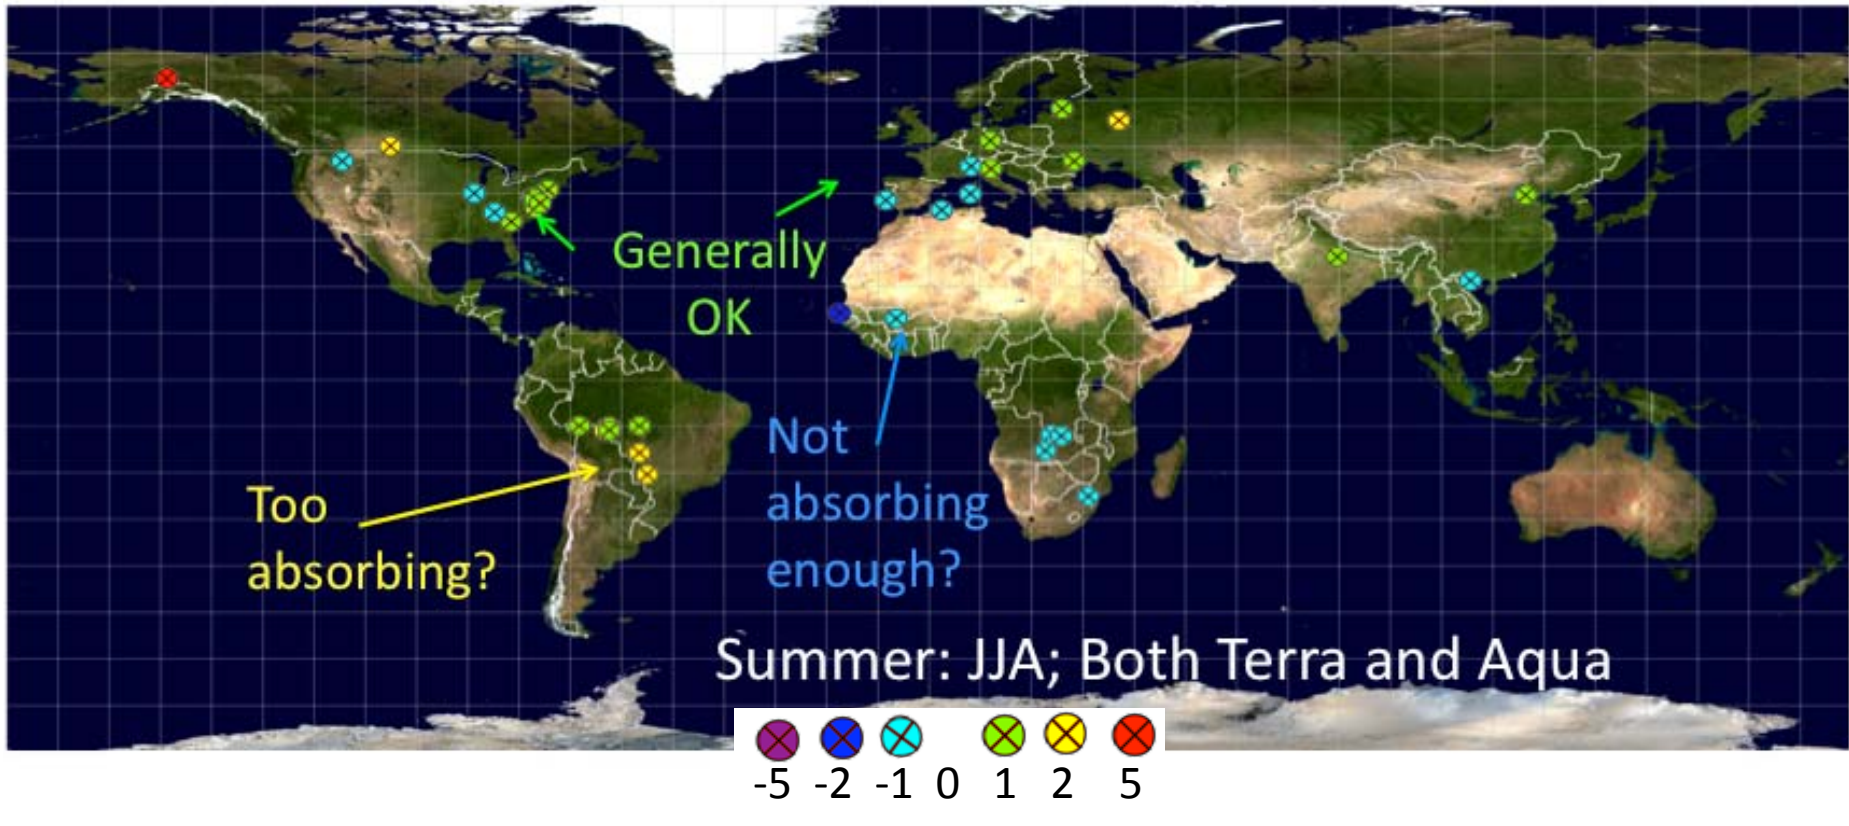 Generally
OK
Not
absorbing
enough?
Too
absorbing?
Summer: JJA; Both Terra and Aqua
-5 -2 -1 0 1 2 5